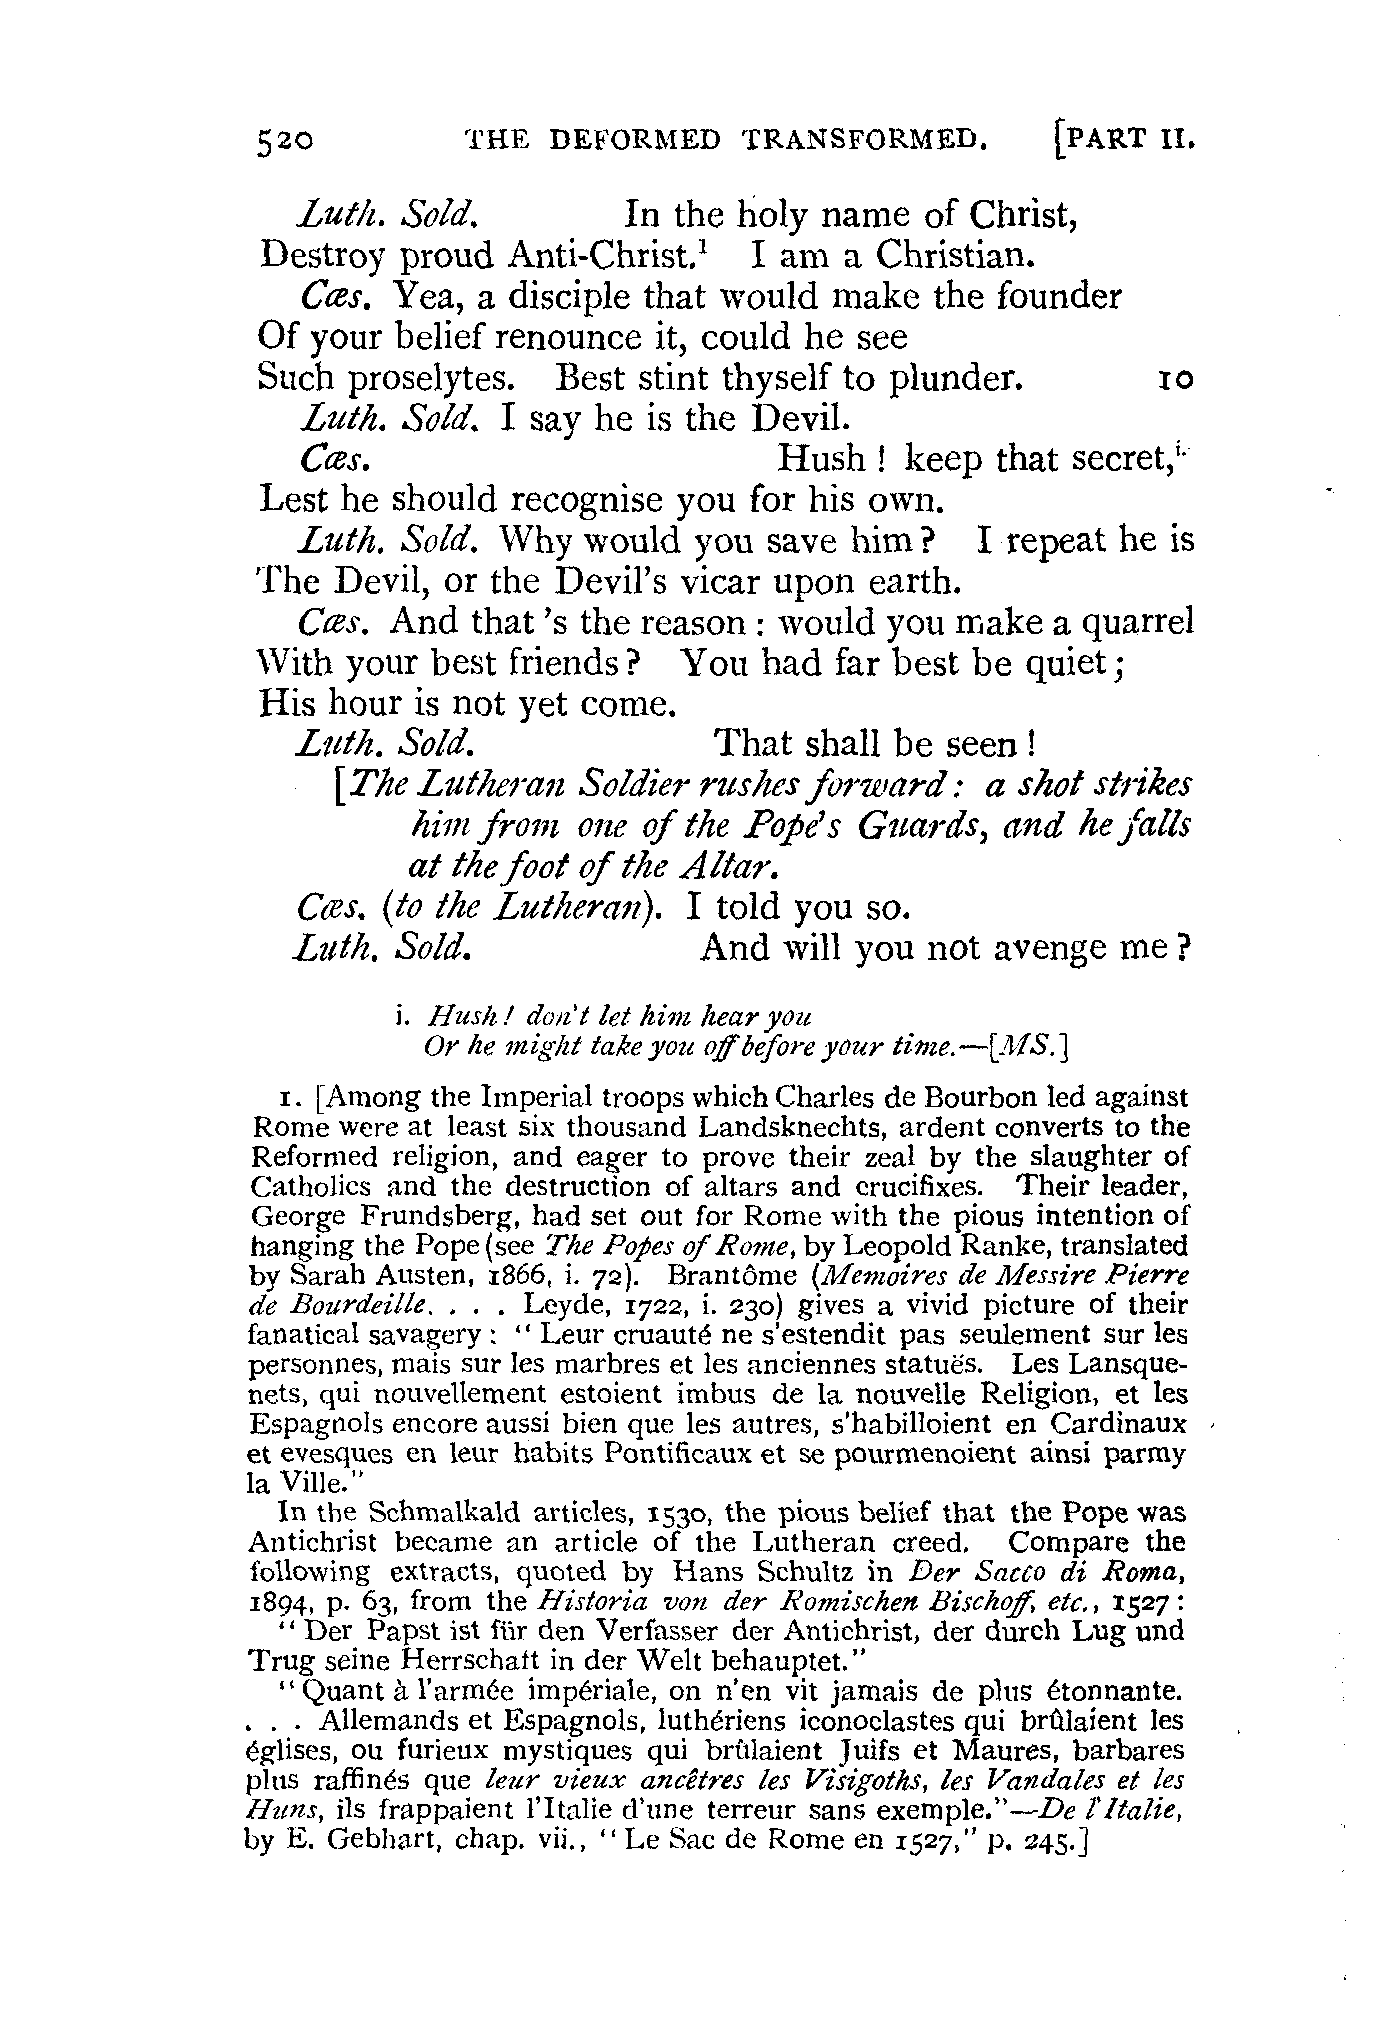 520 THE DEFORMED TRANSFORMED. [PART II.
Luth. Sold. In the holy name of Christ,
Destroy proud Anti-Christ.¹ I am a Christian.
Cæs. Yea, a disciple that would make the founder
Of your belief renounce it, could he see
Such proselytes. Best stint thyself to plunder. 10
Luth. Sold. I say he is the Devil.
Cæs. Hush! keep that secret,i.
Lest he should recognise you for his own.
Luth. Sold. Why would you save him? I repeat he is
The Devil, or the Devil's vicar upon earth.
Cæs. And that 's the reason: would you make a quarrel
With your best friends? You had far best be quiet;
His hour is not yet come.
Luth. Sold. That shall be seen!
[The Lutheran Soldier rushes forward: a shot strikes
him from one of the Pope's Guards, and he falls
at the foot of the Altar.
Cæs. (to the Lutheran). I told you so.
Luth. Sold. And will you not avenge me?
i. Hush! don't let him hear you
Or he might take you off before your time.—[MS.]
1. [Among the Imperial troops which Charles de Bourbon led against
Rome were at least six thousand Landsknechts, ardent converts to the
Reformed religion, and eager to prove their zeal by the slaughter of
Catholics and the destruction of altars and crucifixes. Their leader,
George Frundsberg, had set out for Rome with the pious intention of
hanging the Pope (see The Popes of Rome, by Leopold Ranke, translated
by Sarah Austen, 1866, i. 72). Brantôme (Memoires de Messire Pierre
de Bourdeille. . . . Leyde, 1722, i. 230) gives a vivid picture of their
fanatical savagery: "Leur cruauté ne s'estendit pas seulement sur les
personnes, mais sur les marbres et les anciennes statuës. Les Lansque-
nets, qui nouvellement estoient imbus de la nouvelle Religion, et les
Espagnols encore aussi bien que les autres, s'habilloient en Cardinaux
et evesques en leur habits Pontificaux et se pourmenoient ainsi parmy
la Ville."
In the Schmalkald articles, 1530, the pious belief that the Pope was
Antichrist became an article of the Lutheran creed. Compare the
following extracts, quoted by Hans Schultz in Der Sacco di Roma,
1894, p. 63, from the Historia von der Romischen Bischoff, etc., 1527:
"Der Papst ist für den Verfasser der Antichrist, der durch Lug und
Trug seine Herrschaft in der Welt behauptet."
"Quant à l'armée impériale, on n'en vit jamais de plus étonnante.
. . . Allemands et Espagnols, luthériens iconoclastes qui brûlaient les
églises, ou furieux mystiques qui brûlaient Juifs et Maures, barbares
plus raffinés que leur vieux ancêtres les Visigoths, les Vandales et les
Huns, ils frappaient l'Italie d'une terreur sans exemple."—De l'Italie,
by E. Gebhart, chap. vii., "Le Sac de Rome en 1527," p. 245.]